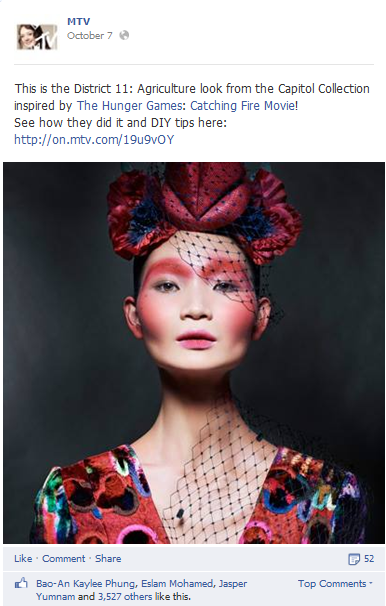 MTV
October 7
This is the District 11: Agriculture look from the Capitol Collection
inspired by The Hunger Games: Catching Fire Movie!
See how they did it and DIY tips here:
http://on.mtv.com/19u9vOY
Like · Comment · Share
52
Bao-An Kaylee Phung, Eslam Mohamed, Jasper
Top Comments
Yumnam and 3,527 others like this.